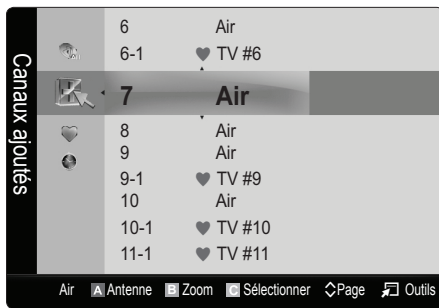 Canaux ajoutés
6 Air
6-1 ♥ TV #6
7 Air
8 Air
9 Air
9-1 ♥ TV #9
10 Air
10-1 ♥ TV #10
11-1 ♥ TV #11
Air A Antenne B Zoom C Sélectionner Page Outils